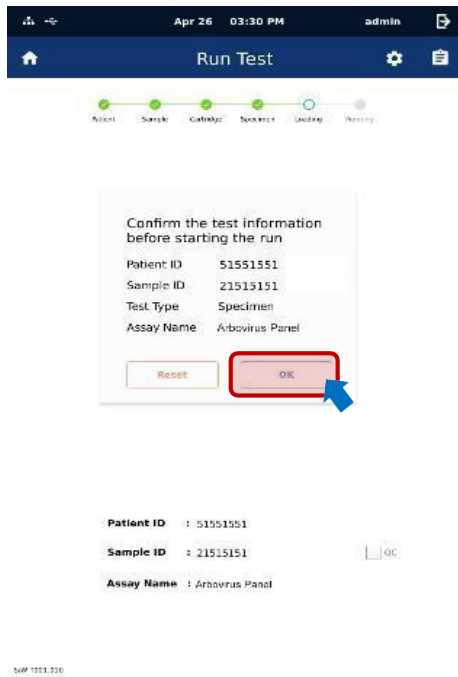 Apr 26 03:30 PM admin
Run Test
Patient Sample Cartridge Specimen Loading Running
Confirm the test information
before starting the run
Patient ID 51551551
Sample ID 21515151
Test Type Specimen
Assay Name Arbovirus Panel
Reset OK
Patient ID : 51551551
Sample ID : 21515151 QC
Assay Name : Arbovirus Panel